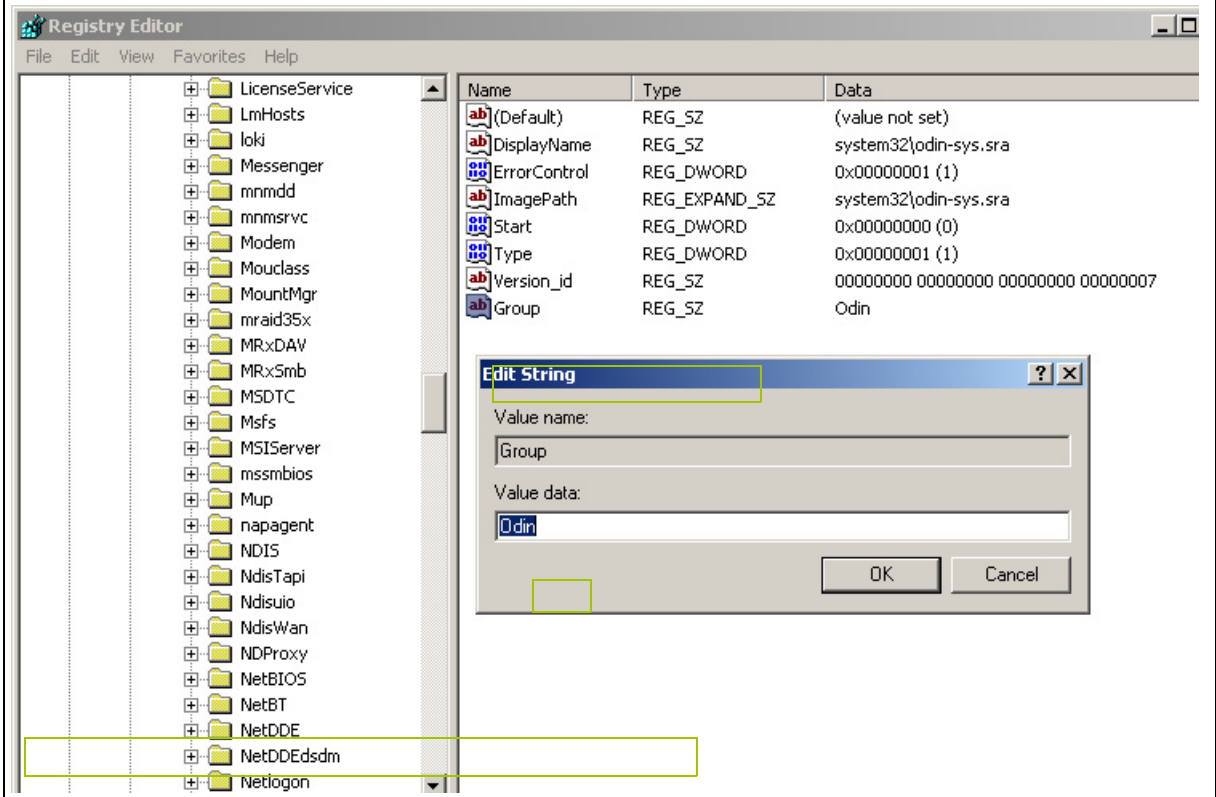 Registry Editor
File Edit View Favorites Help
LicenseService
LmHosts
loki
Messenger
mnmdd
mnmsrvc
Modem
Mouclass
MountMgr
mraid35x
MRxDAV
MRxSmb
MSDTC
Msfs
MSIServer
mssmbios
Mup
napagent
NDIS
NdisTapi
Ndisuio
NdisWan
NDProxy
NetBIOS
NetBT
NetDDE
NetDDEdsdm
Netlogon
Name Type Data
(Default) REG_SZ (value not set)
DisplayName REG_SZ system32\odin-sys.sra
ErrorControl REG_DWORD 0x00000001 (1)
ImagePath REG_EXPAND_SZ system32\odin-sys.sra
Start REG_DWORD 0x00000000 (0)
Type REG_DWORD 0x00000001 (1)
Version_id REG_SZ 00000000 00000000 00000000 00000007
Group REG_SZ Odin
Edit String
Value name:
Group
Value data:
Odin
OK Cancel